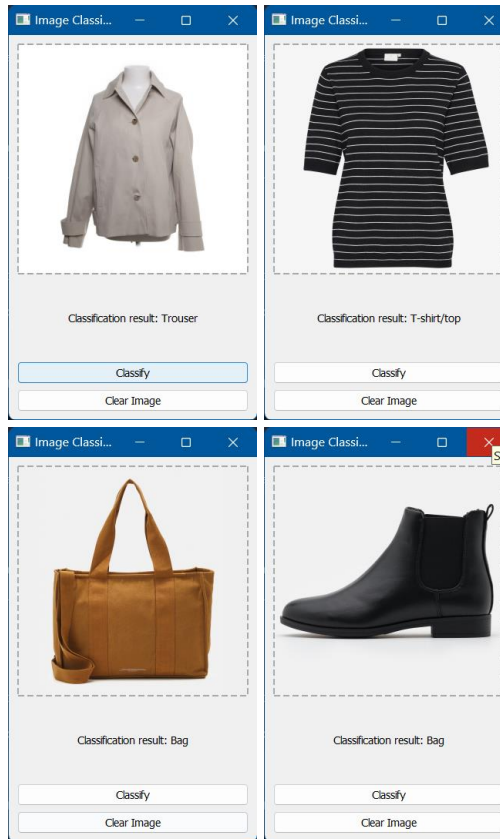 Image Classi...
Classification result: Trouser
Classify
Clear Image
Image Classi...
Classification result: T-shirt/top
Classify
Clear Image
Image Classi...
Classification result: Bag
Classify
Clear Image
Image Classi...
S
Classification result: Bag
Classify
Clear Image